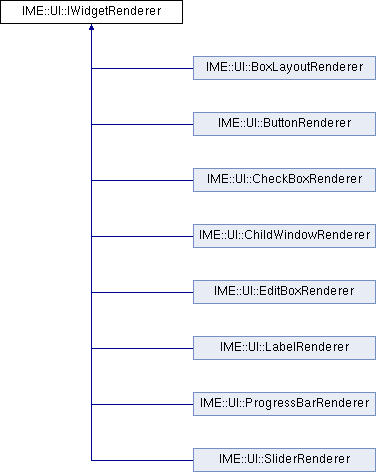 IME::UI::IWidgetRenderer
IME::UI::BoxLayoutRenderer
IME::UI::ButtonRenderer
IME::UI::CheckBoxRenderer
IME::UI::ChildWindowRenderer
IME::UI::EditBoxRenderer
IME::UI::LabelRenderer
IME::UI::ProgressBarRenderer
IME::UI::SliderRenderer